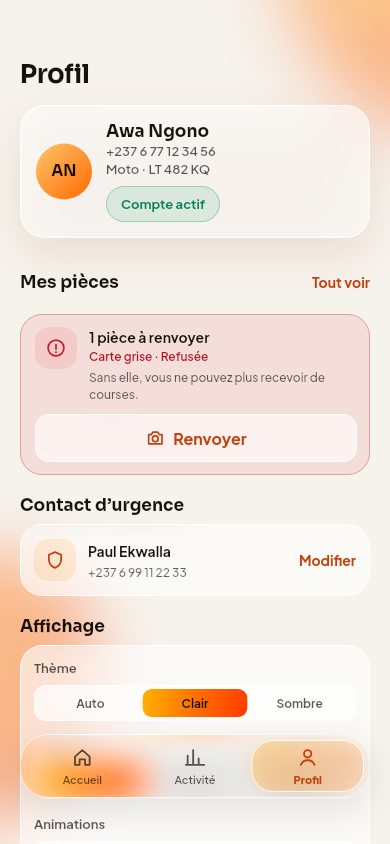 Profil
AN
Awa Ngono
+237 6 77 12 34 56
Moto · LT 482 KQ
Compte actif
Mes pièces
Tout voir
1 pièce à renvoyer
Carte grise · Refusée
Sans elle, vous ne pouvez plus recevoir de
courses.
Renvoyer
Contact d’urgence
Paul Ekwalla
+237 6 99 11 22 33
Modifier
Affichage
Thème
Auto
Clair
Sombre
Accueil
Activité
Profil
Animations